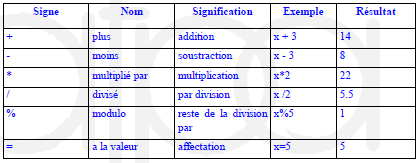 Signe Nom Signification Exemple Résultat
+ plus addition x + 3 14
- moins soustraction x - 3 8
* multiplié par multiplication x*2 22
/ divisé par division x /2 5.5
% modulo reste de la division x%5 1
par
= a la valeur affectation x=5 5